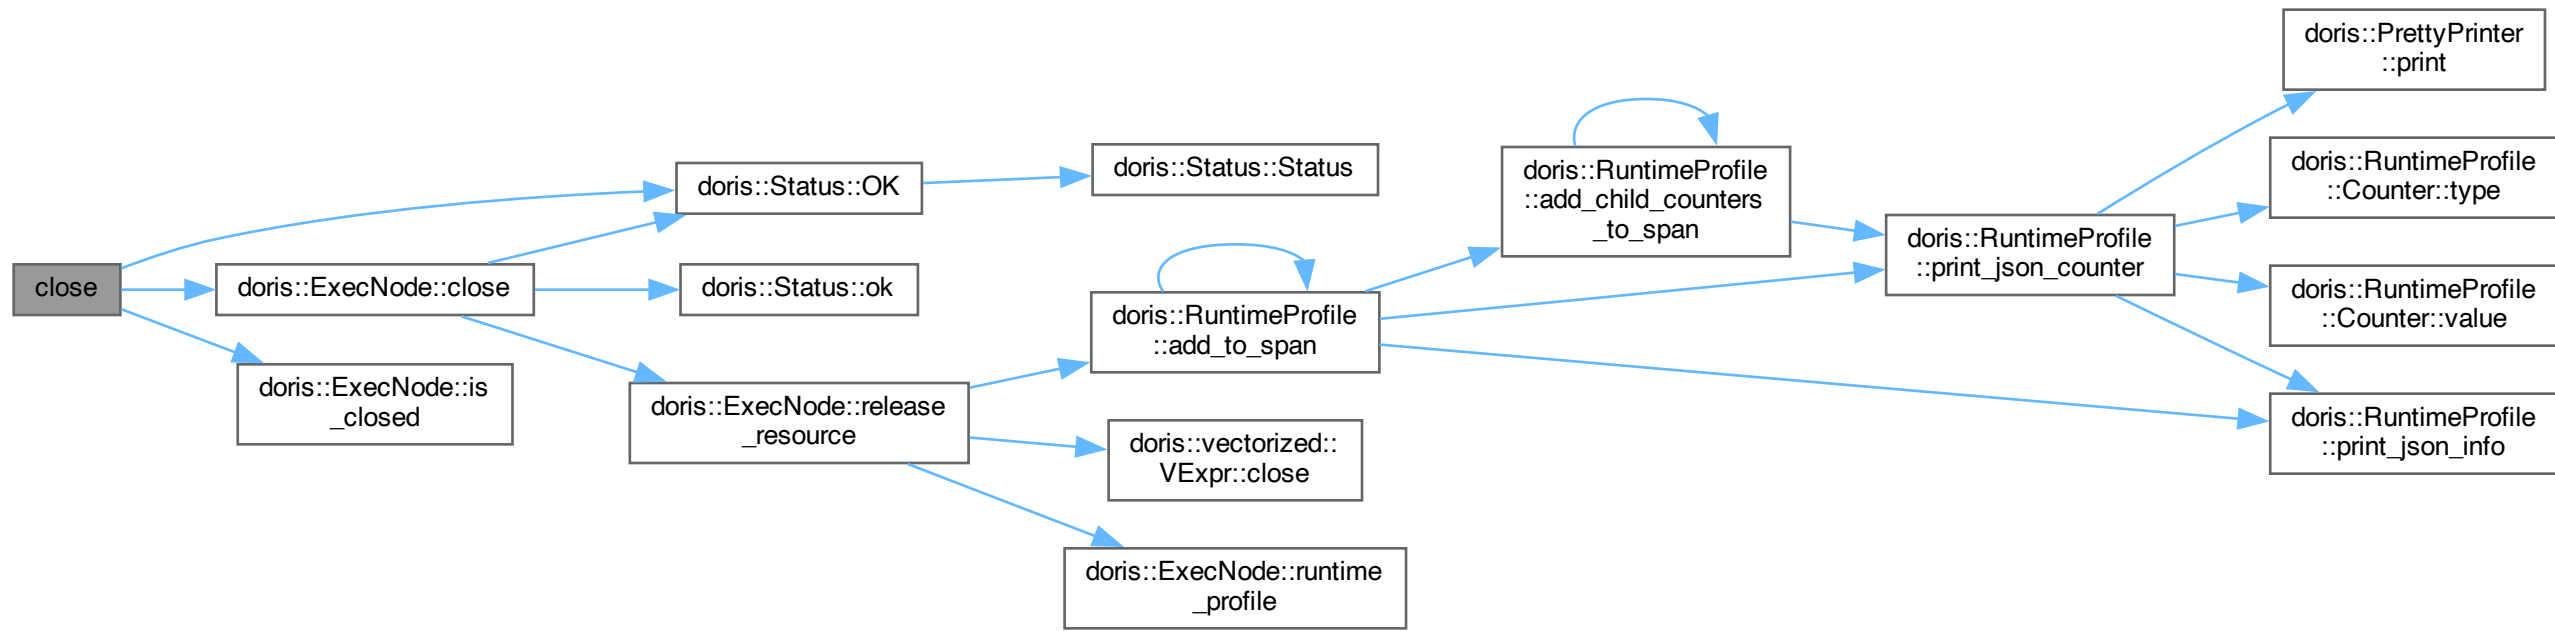 close
doris::ExecNode::close
doris::ExecNode::is
_closed
doris::Status::OK
doris::Status::ok
doris::ExecNode::release
_resource
doris::Status::Status
doris::RuntimeProfile
::add_to_span
doris::vectorized::
VExpr::close
doris::ExecNode::runtime
_profile
doris::RuntimeProfile
::add_child_counters
_to_span
doris::RuntimeProfile
::print_json_counter
doris::PrettyPrinter
::print
doris::RuntimeProfile
::Counter::type
doris::RuntimeProfile
::Counter::value
doris::RuntimeProfile
::print_json_info